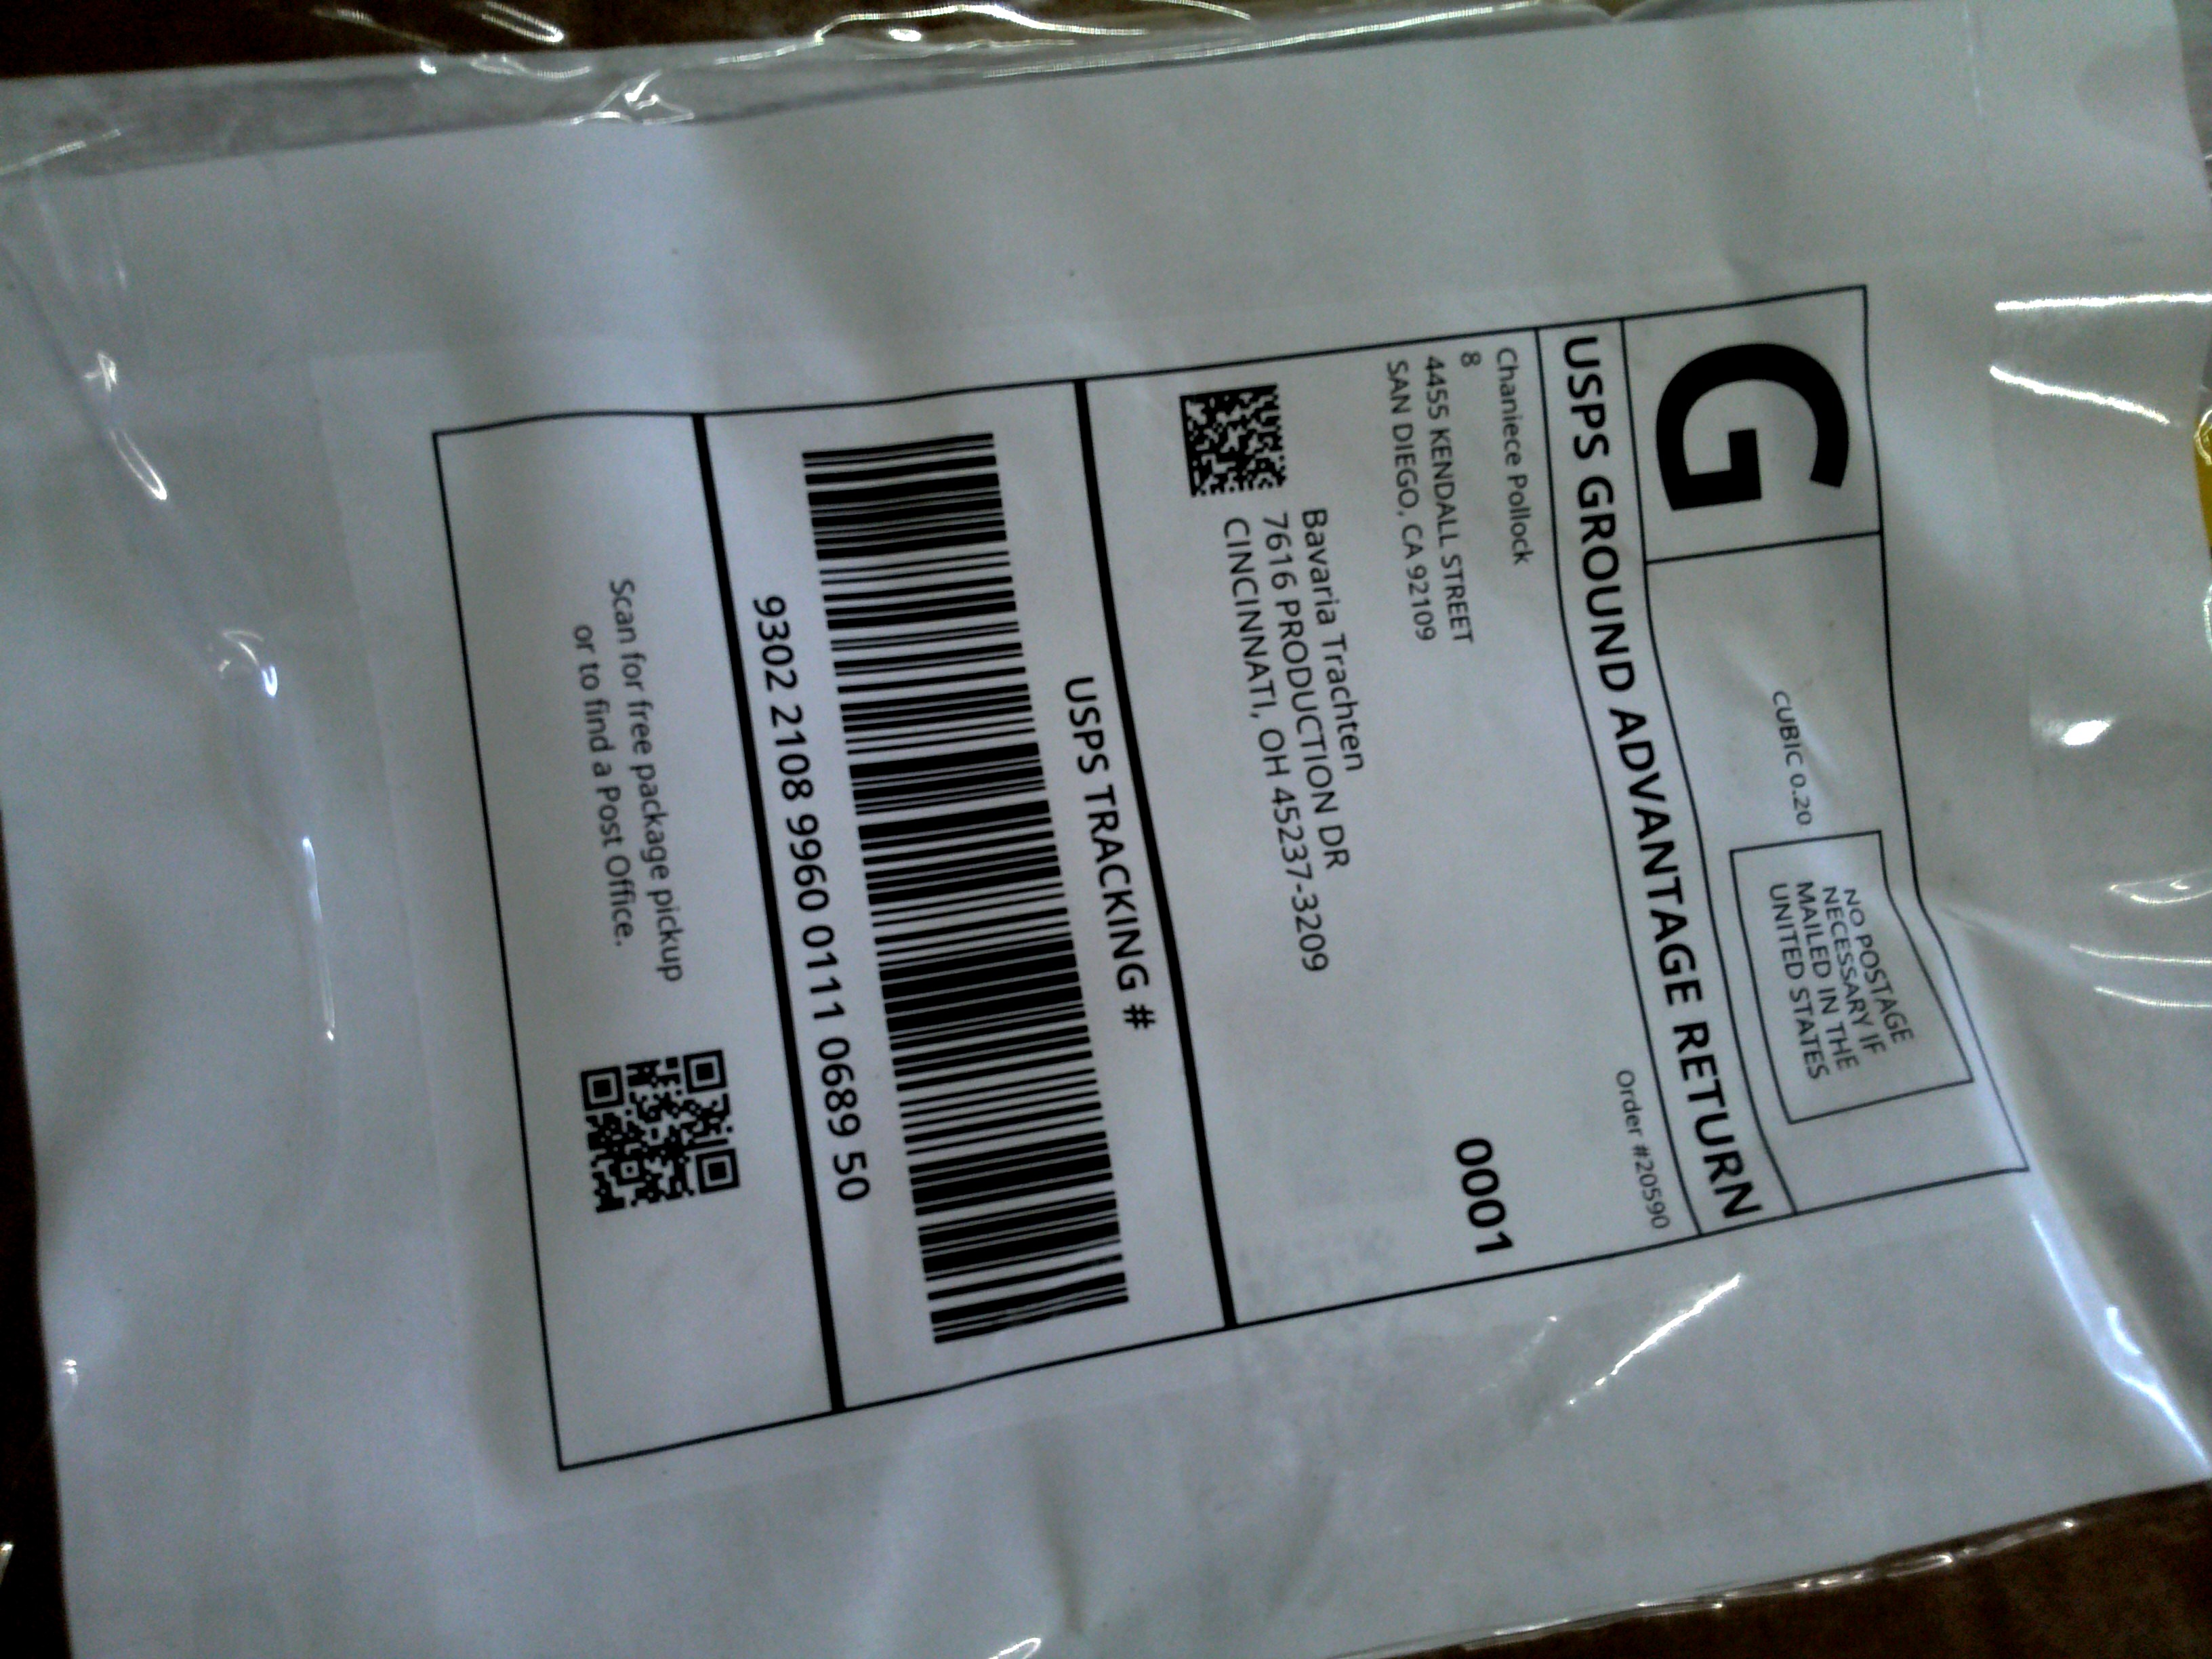 G
CUBIC 0.20
NO POSTAGE
NECESSARY IF
MAILED IN THE
UNITED STATES
USPS GROUND ADVANTAGE RETURN
Chaniece Pollock
8
4455 KENDALL STREET
SAN DIEGO, CA 92109
Order #20590
0001
Bavaria Trachten
7616 PRODUCTION DR
CINCINNATI, OH 45237-3209
USPS TRACKING #
9302 2108 9960 0111 0689 50
Scan for free package pickup
or to find a Post Office.